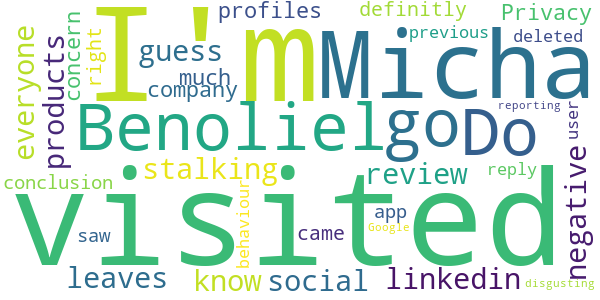 profiles definitly Privacy
I'm Micha
previous deleted
everyone products concern right
guess much company
reporting
Benoliel go Do user
stalking review reply
negative
conclusion
visited
behaviour
saw came app Google
leaves know social linkedin disgusting